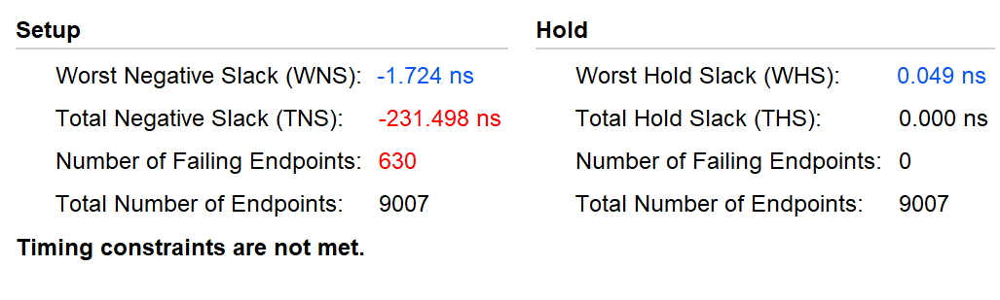 Setup
Worst Negative Slack (WNS): -1.724 ns
Total Negative Slack (TNS): -231.498 ns
Number of Failing Endpoints: 630
Total Number of Endpoints: 9007
Timing constraints are not met.
Hold
Worst Hold Slack (WHS): 0.049 ns
Total Hold Slack (THS): 0.000 ns
Number of Failing Endpoints: 0
Total Number of Endpoints: 9007